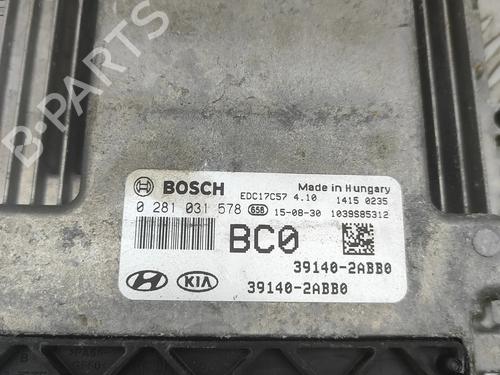 B-PARTS
BOSCH
EDC17C57 4.10
Made in Hungary
1415 0235
0 281 031 578 658 15-08-30 1039S85312
BC0
39140-2ABB0
HYUNDAI KIA
39140-2ABB0